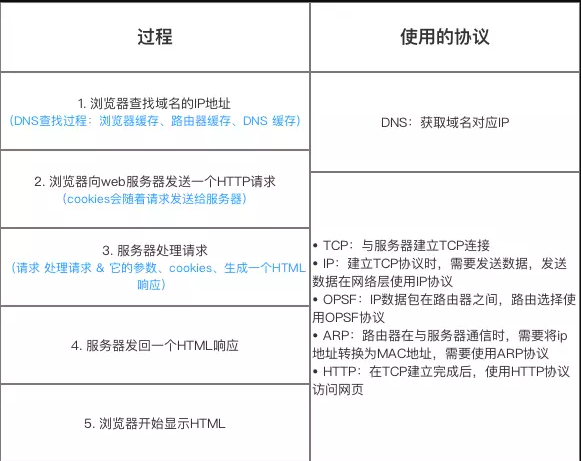 过程
使用的协议
1. 浏览器查找域名的IP地址
（DNS查找过程：浏览器缓存、路由器缓存、DNS 缓存）
DNS：获取域名对应IP
2. 浏览器向web服务器发送一个HTTP请求
（cookies会随着请求发送给服务器）
3. 服务器处理请求
（请求 处理请求 & 它的参数、cookies、生成一个HTML
响应）
4. 服务器发回一个HTML响应
5. 浏览器开始显示HTML
• TCP：与服务器建立TCP连接
• IP：建立TCP协议时，需要发送数据，发送
数据在网络层使用IP协议
• OPSF：IP数据包在路由器之间，路由选择使
用OPSF协议
• ARP：路由器在与服务器通信时，需要将ip
地址转换为MAC地址，需要使用ARP协议
• HTTP：在TCP建立完成后，使用HTTP协议
访问网页